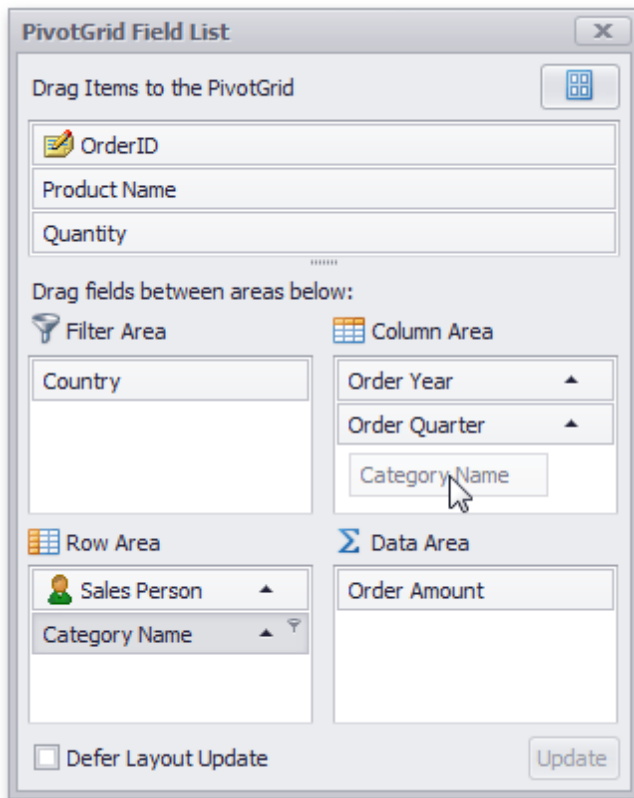 PivotGrid Field List
Drag Items to the PivotGrid
OrderID
Product Name
Quantity
Drag fields between areas below:
Filter Area
Column Area
Country
Order Year
Order Quarter
Category Name
Row Area
Data Area
Sales Person
Category Name
Order Amount
Defer Layout Update
Update